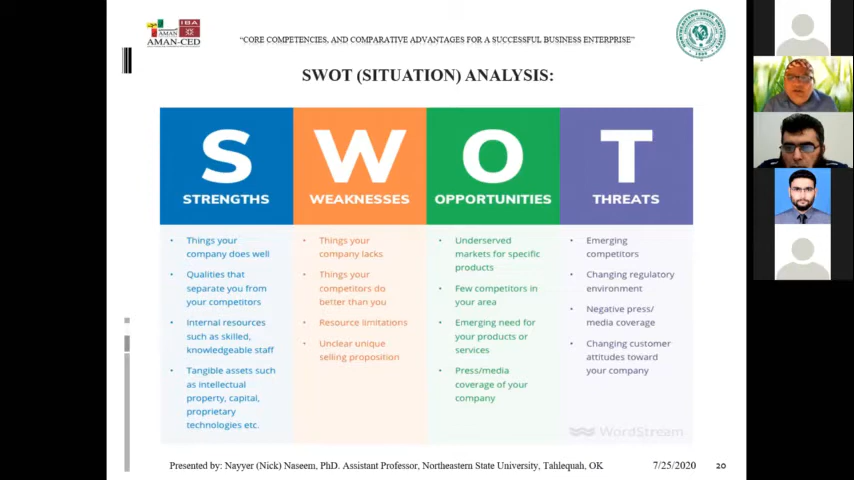 AMAN
IBA
AMAN-CED
“CORE COMPETENCIES, AND COMPARATIVE ADVANTAGES FOR A SUCCESSFUL BUSINESS ENTERPRISE”
SWOT (SITUATION) ANALYSIS:
S
STRENGTHS
• Things your
company does well
• Qualities that
separate you from
your competitors
• Internal resources
such as skilled,
knowledgeable staff
• Tangible assets such
as intellectual
property, capital,
proprietary
technologies etc.
W
WEAKNESSES
• Things your
company lacks
• Things your
competitors do
better than you
• Resource limitations
• Unclear unique
selling proposition
O
OPPORTUNITIES
• Underserved
markets for specific
products
• Few competitors in
your area
• Emerging need for
your products or
services
• Press/media
coverage of your
company
T
THREATS
• Emerging
competitors
• Changing regulatory
environment
• Negative press/
media coverage
• Changing customer
attitudes toward
your company
WordStream
Presented by: Nayyer (Nick) Naseem, PhD. Assistant Professor, Northeastern State University, Tahlequah, OK
7/25/2020
20